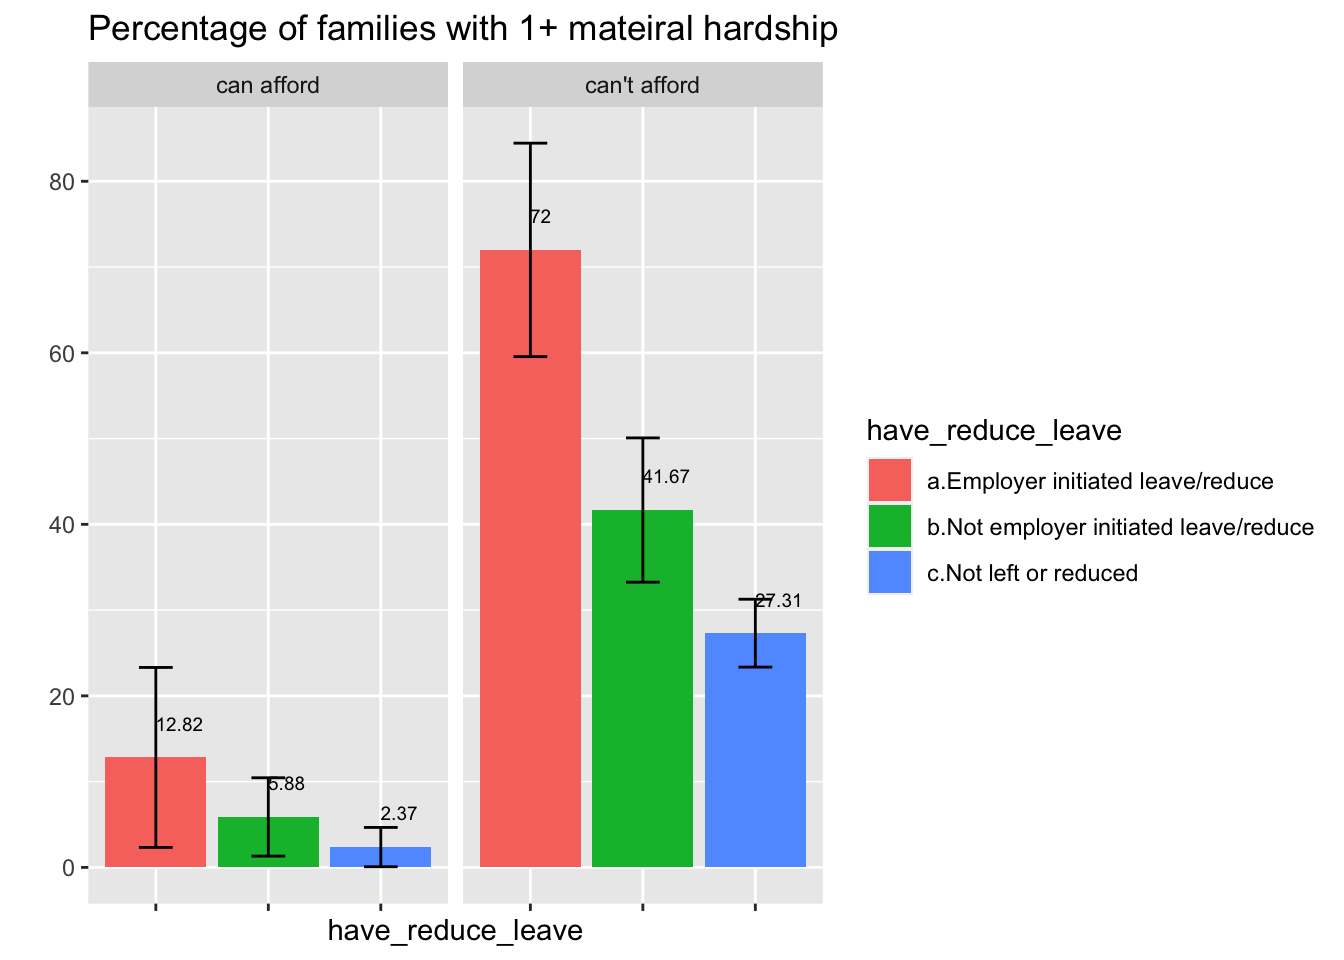 Percentage of families with 1+ mateiral hardship
can afford
can't afford
80
60
40
20
0
12.82
5.88
2.37
72
41.67
27.31
have_reduce_leave
have_reduce_leave
a.Employer initiated leave/reduce
b.Not employer initiated leave/reduce
c.Not left or reduced